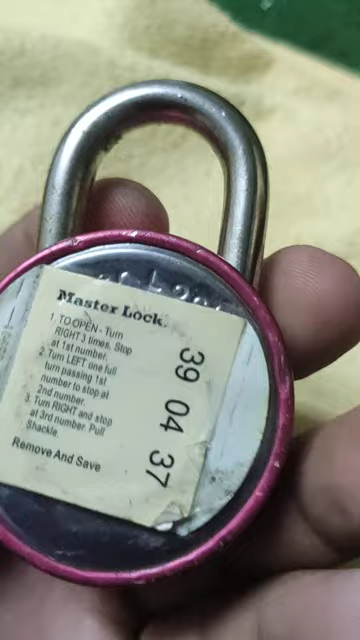 Master Lock.
1. TO OPEN - Turn
RIGHT 3 times. Stop
at 1st number.
2. Turn LEFT one full
turn passing 1st
number to stop at
2nd number.
3. Turn RIGHT and stop
at 3rd number. Pull
Shackle.
Remove And Save
39 04 37